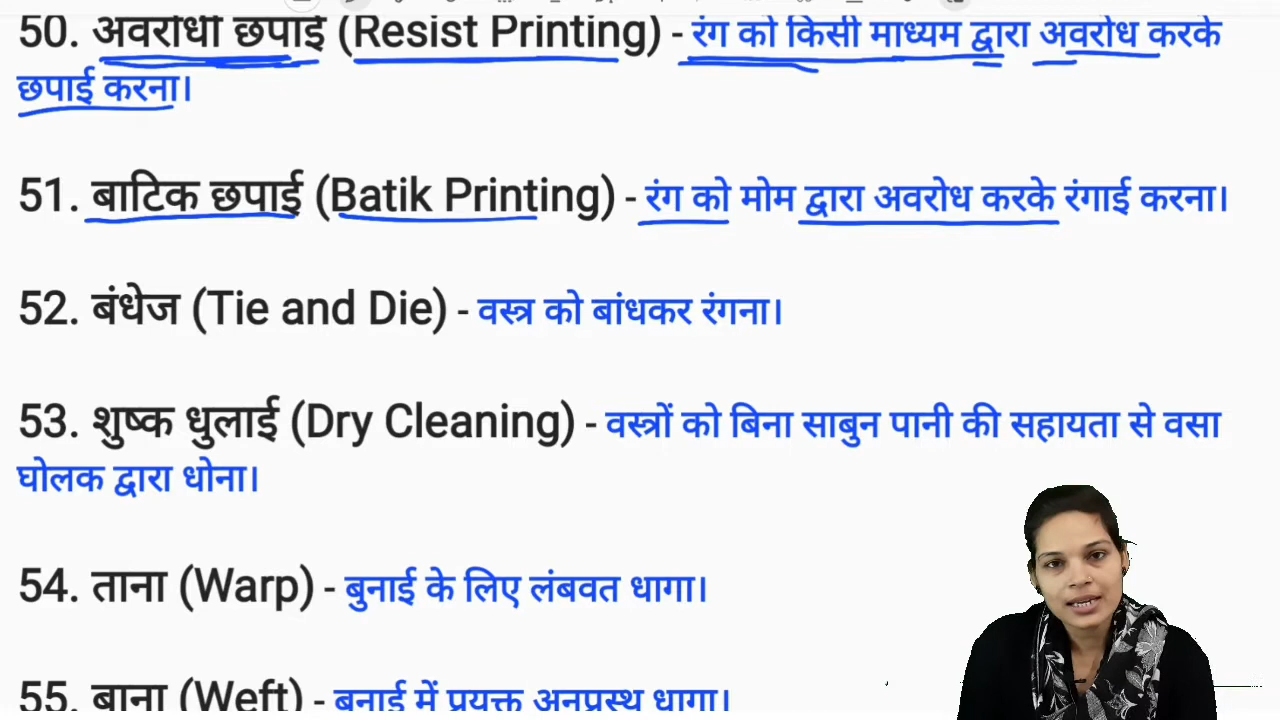 50. अवरोधी छपाई (Resist Printing) - रंग को किसी माध्यम द्वारा अवरोध करके
छपाई करना।
51. बाटिक छपाई (Batik Printing) - रंग को मोम द्वारा अवरोध करके रंगाई करना।
52. बंधेज (Tie and Die) - वस्त्र को बांधकर रंगना।
53. शुष्क धुलाई (Dry Cleaning) - वस्त्रों को बिना साबुन पानी की सहायता से वसा
घोलक द्वारा धोना।
54. ताना (Warp) - बुनाई के लिए लंबवत धागा।
55. बाना (Weft) - बुनाई में प्रयुक्त अनुप्रस्थ धागा।